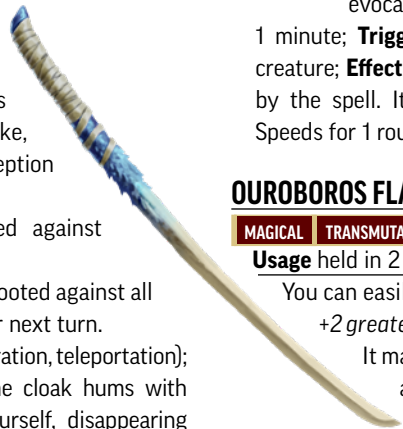 s
ke,
eption
ed against
ooted against all
r next turn.
ration, teleportation);
ne cloak hums with
urself, disappearing
evoca
1 minute; Trigg
creature; Effect
by the spell. It
Speeds for 1 rou
OUROBOROS FLA
MAGICAL TRANSMUTA
Usage held in 2
You can easi
+2 greate
It ma
a